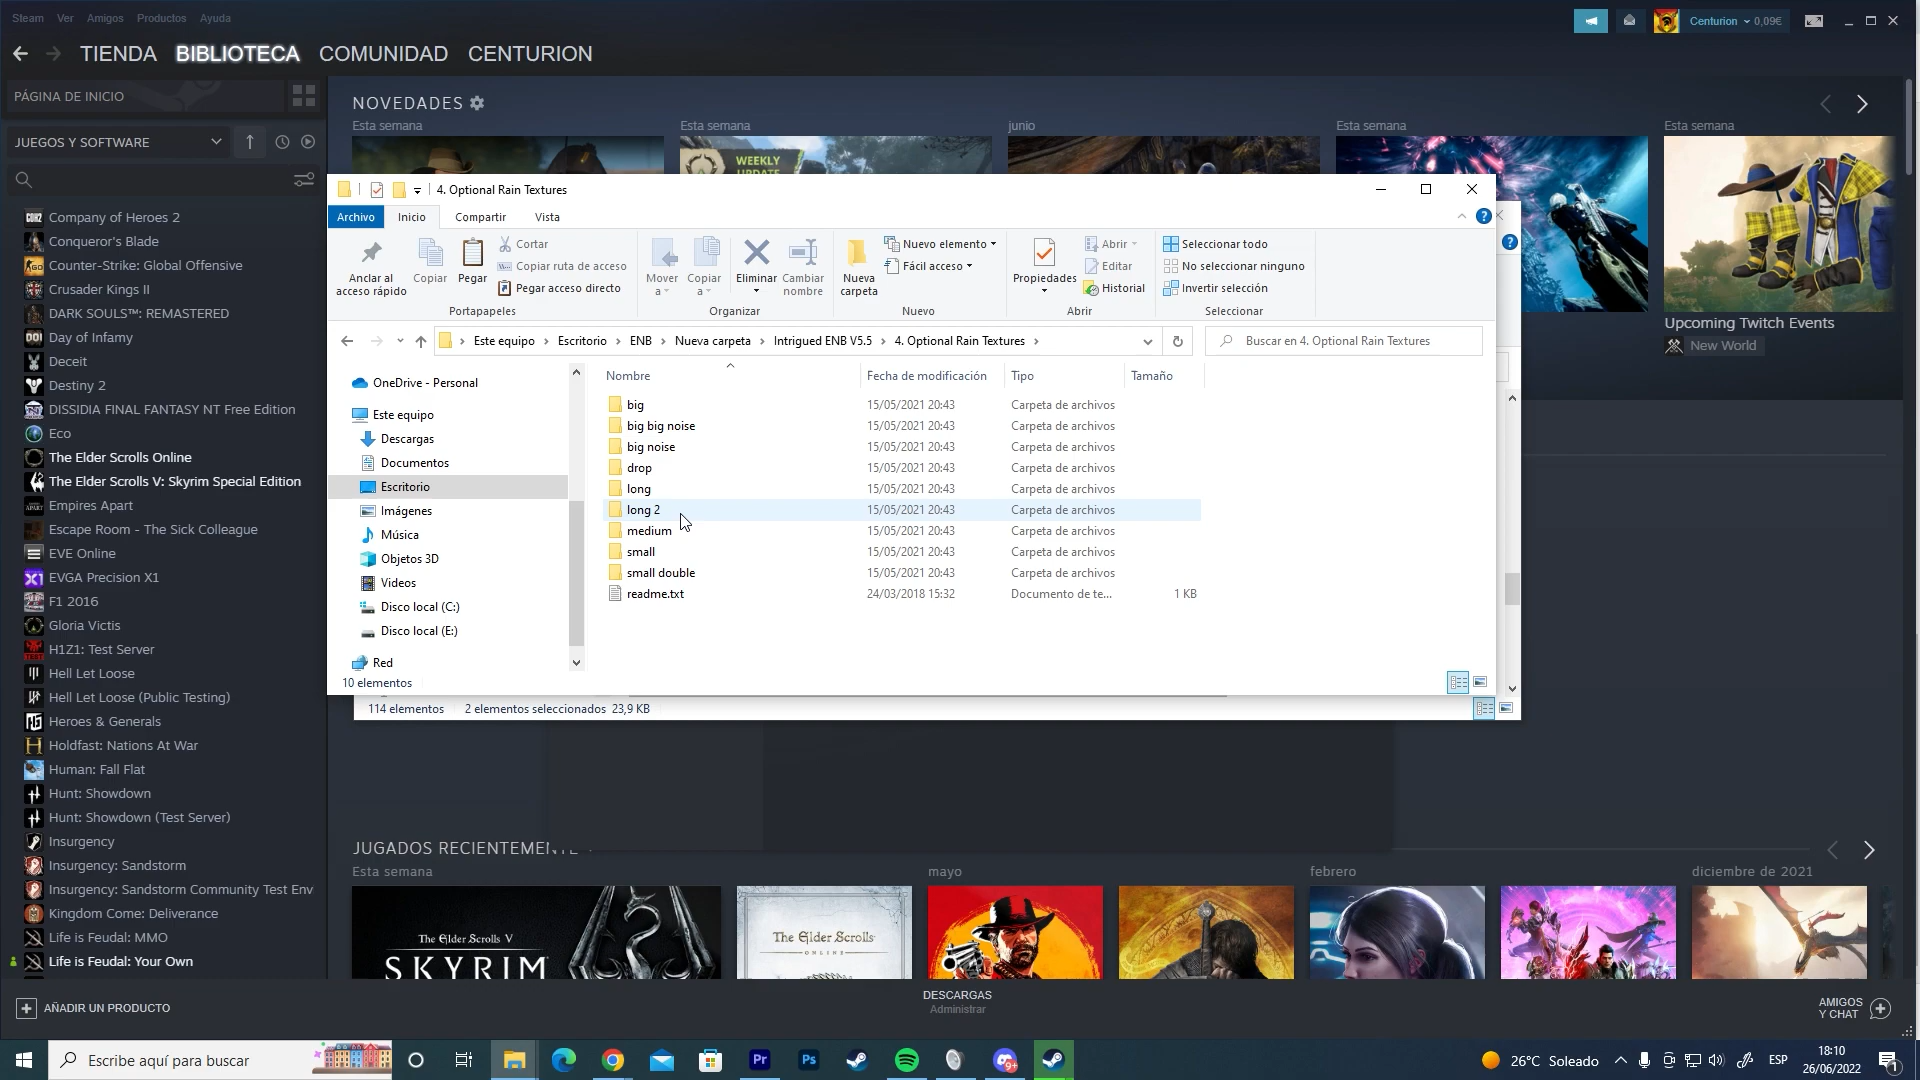 Steam Ver Amigos Productos Ayuda
Centurion 0,09€
TIENDA BIBLIOTECA COMUNIDAD CENTURION
PÁGINA DE INICIO
JUEGOS Y SOFTWARE
Company of Heroes 2
Conqueror's Blade
Counter-Strike: Global Offensive
Crusader Kings II
DARK SOULS™: REMASTERED
Day of Infamy
Deceit
Destiny 2
DISSIDIA FINAL FANTASY NT Free Edition
Eco
The Elder Scrolls Online
The Elder Scrolls V: Skyrim Special Edition
Empires Apart
Escape Room - The Sick Colleague
EVE Online
EVGA Precision X1
F1 2016
Gloria Victis
H1Z1: Test Server
Hell Let Loose
Hell Let Loose (Public Testing)
Heroes & Generals
Holdfast: Nations At War
Human: Fall Flat
Hunt: Showdown
Hunt: Showdown (Test Server)
Insurgency
Insurgency: Sandstorm
Insurgency: Sandstorm Community Test Env
Kingdom Come: Deliverance
Life is Feudal: MMO
Life is Feudal: Your Own
AÑADIR UN PRODUCTO
NOVEDADES
Esta semana Esta semana junio Esta semana Esta semana
WEEKLY
UPDATE
Upcoming Twitch Events
New World
4. Optional Rain Textures
Archivo Inicio Compartir Vista
Anclar al
acceso rápido
Copiar
Pegar
Cortar
Copiar ruta de acceso
Pegar acceso directo
Portapapeles
Mover
a
Copiar
a
Eliminar
Cambiar
nombre
Organizar
Nueva
carpeta
Nuevo elemento
Fácil acceso
Nuevo
Propiedades
Abrir
Editar
Historial
Abrir
Seleccionar todo
No seleccionar ninguno
Invertir selección
Seleccionar
Este equipo Escritorio ENB Nueva carpeta Intrigued ENB V5.5 4. Optional Rain Textures
Buscar en 4. Optional Rain Textures
OneDrive - Personal
Este equipo
Descargas
Documentos
Escritorio
Imágenes
Música
Objetos 3D
Videos
Disco local (C:)
Disco local (E:)
Red
Nombre Fecha de modificación Tipo Tamaño
big 15/05/2021 20:43 Carpeta de archivos
big big noise 15/05/2021 20:43 Carpeta de archivos
big noise 15/05/2021 20:43 Carpeta de archivos
drop 15/05/2021 20:43 Carpeta de archivos
long 15/05/2021 20:43 Carpeta de archivos
long 2 15/05/2021 20:43 Carpeta de archivos
medium 15/05/2021 20:43 Carpeta de archivos
small 15/05/2021 20:43 Carpeta de archivos
small double 15/05/2021 20:43 Carpeta de archivos
readme.txt 24/03/2018 15:32 Documento de te... 1 KB
10 elementos
114 elementos 2 elementos seleccionados 23,9 KB
JUGADOS RECIENTEMENTE
Esta semana mayo febrero diciembre de 2021
The Elder Scrolls V
SKYRIM
The Elder Scrolls
ONLINE
DESCARGAS
Administrar
AMIGOS
Y CHAT
Escribe aquí para buscar
Pr
Ps
9+
26°C Soleado
ESP
18:10
26/06/2022
1